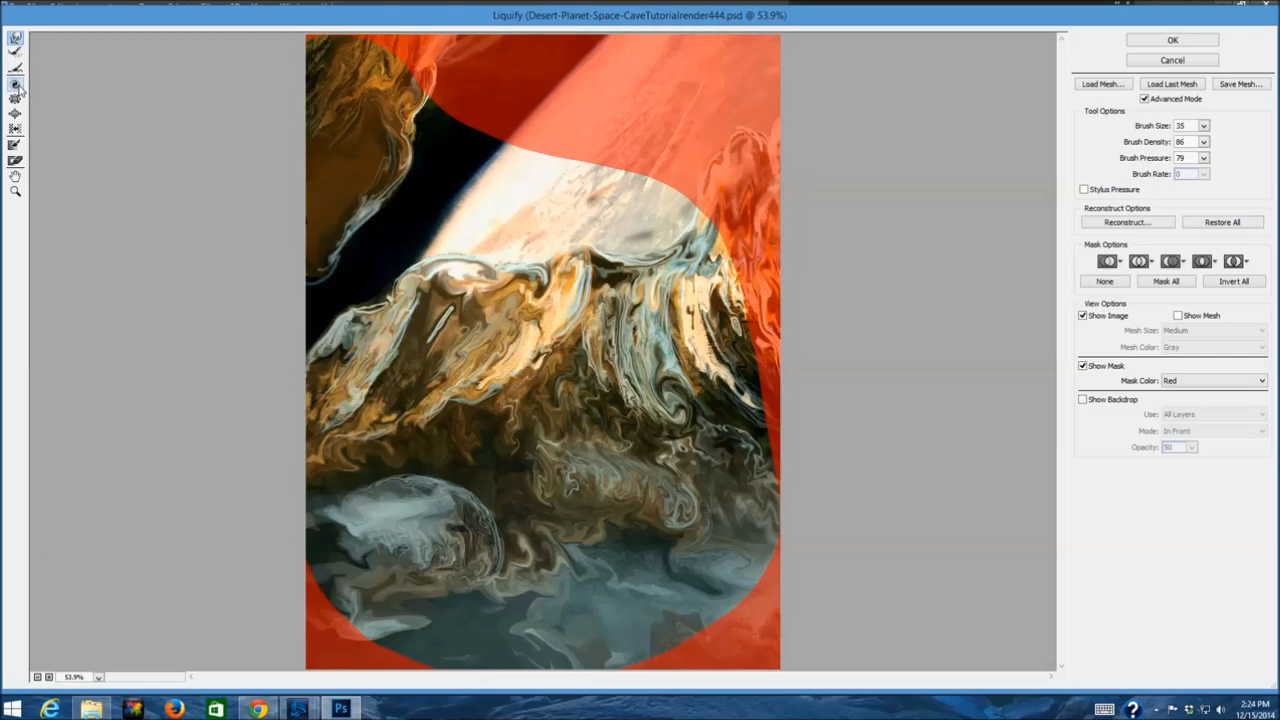 Liquify (Desert-Planet-Space-CaveTutorialrender444.psd @ 53.9%)
OK
Cancel
Load Mesh... Load Last Mesh Save Mesh...
Advanced Mode
Tool Options
Brush Size: 35
Brush Density: 86
Brush Pressure: 79
Brush Rate: 0
Stylus Pressure
Reconstruct Options
Reconstruct... Restore All
Mask Options
None Mask All Invert All
View Options
Show Image Show Mesh
Mesh Size: Medium
Mesh Color: Gray
Show Mask
Mask Color: Red
Show Backdrop
Use: All Layers
Mode: In Front
Opacity: 50
53.9%
Ps
2:24 PM
12/15/2014